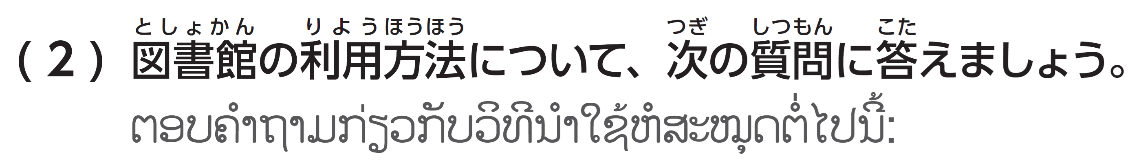 としょかん りようほうほう つぎ しつもん こた
(2) 図書館の利用方法について、次の質問に答えましょう。
ຕອບຄຳຖາມກ່ຽວກັບວິທີນຳໃຊ້ຫໍສະໝຸດຕໍ່ໄປນີ້: